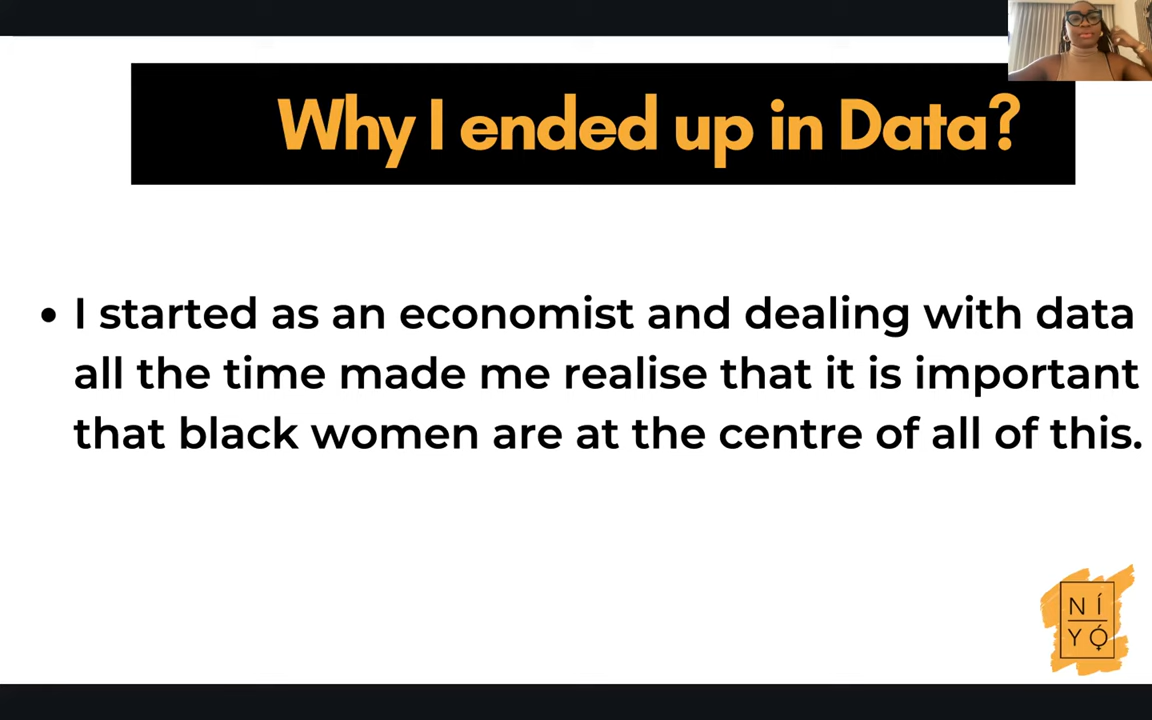 Why I ended up in Data?
• I started as an economist and dealing with data
all the time made me realise that it is important
that black women are at the centre of all of this.
NÍ
YÓ